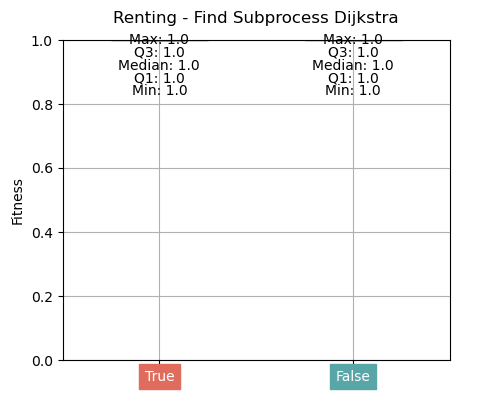 Renting - Find Subprocess Dijkstra
Max: 1.0
Q3: 1.0
Median: 1.0
Q1: 1.0
Min: 1.0
Max: 1.0
Q3: 1.0
Median: 1.0
Q1: 1.0
Min: 1.0
1.0
0.8
0.6
0.4
0.2
0.0
Fitness
True
False